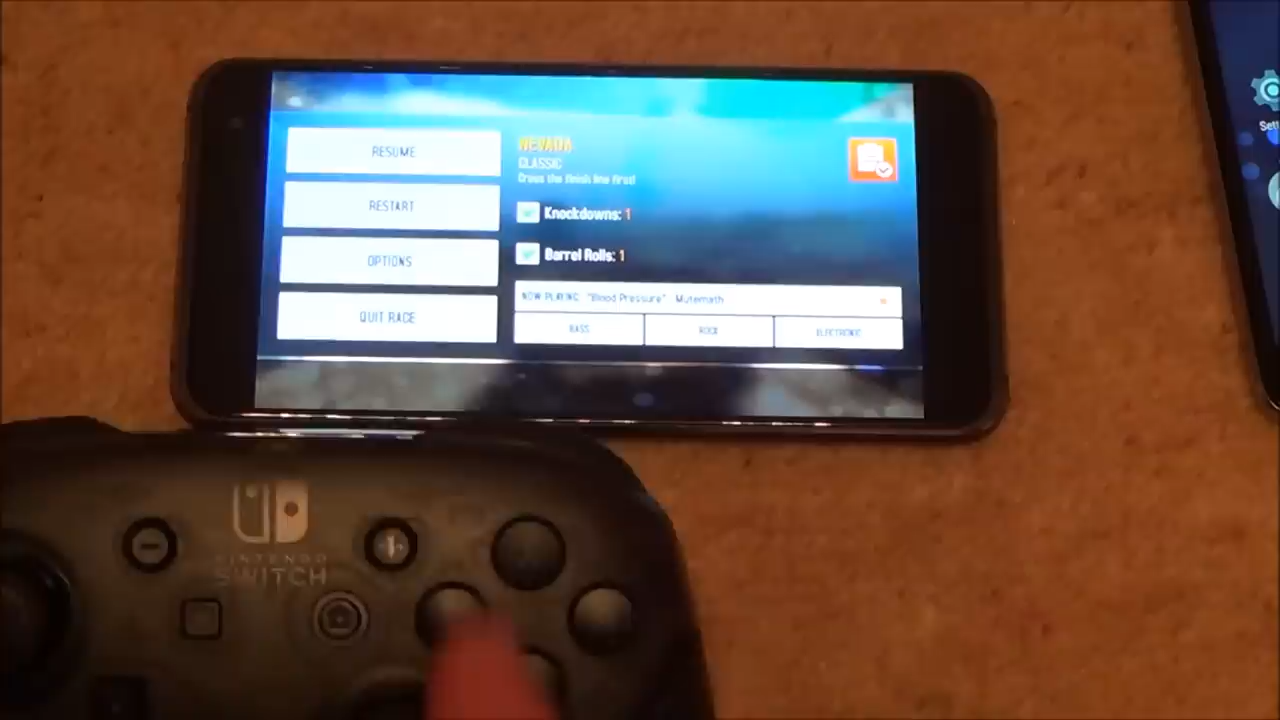 RESUME
RESTART
OPTIONS
QUIT RACE
NEVADA
CLASSIC
Cross the finish line first!
Knockdowns: 1
Barrel Rolls: 1
NOW PLAYING: "Blood Pressure" - Mutemath
BASS
ROCK
ELECTRONIC
Sett
NINTENDO
SWITCH